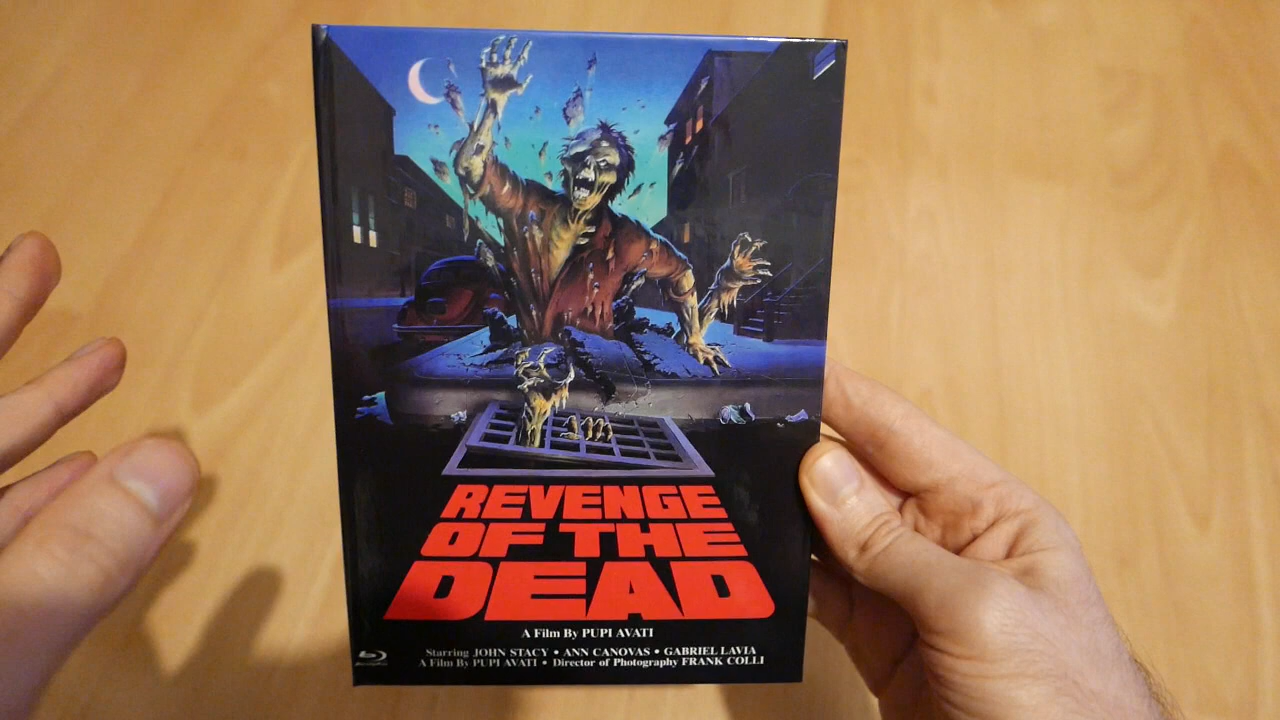 REVENGE
OF THE
DEAD
A Film By PUPI AVATI
Starring JOHN STACY • ANN CANOVAS • GABRIEL LAVIA
A Film By PUPI AVATI • Director of Photography FRANK COLLI